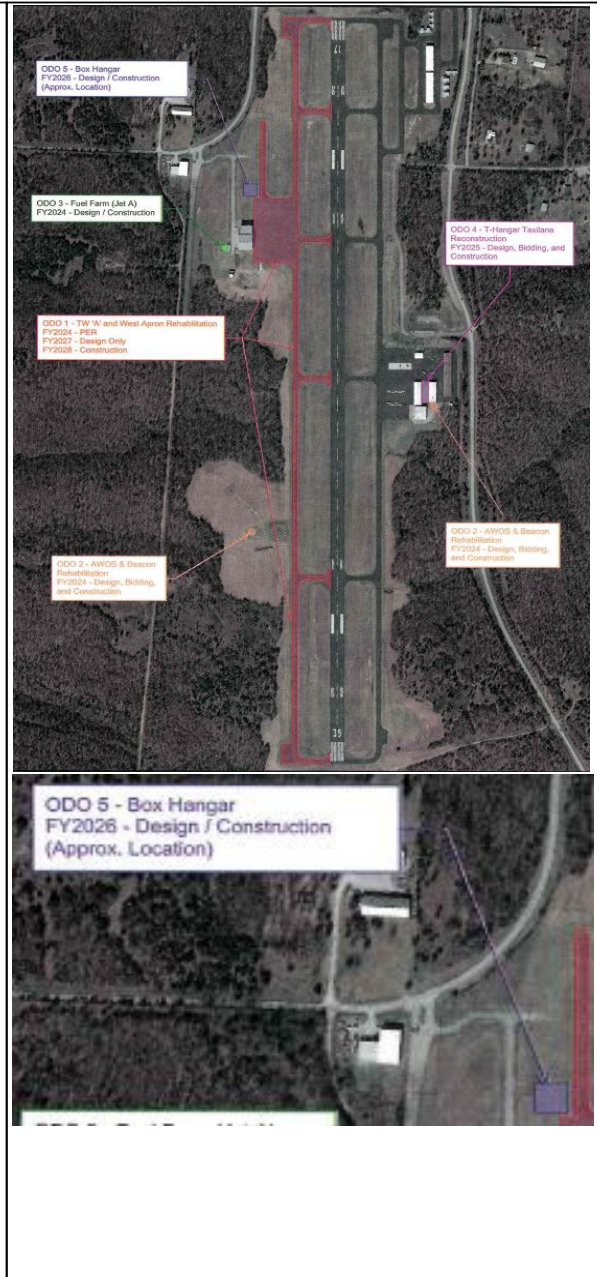 ODO 5 - Box Hangar
FY2026 - Design / Construction
(Approx. Location)
ODO 3 - Fuel Farm (Jet A)
FY2024 - Design / Construction
ODO 4 - T-Hangar Taxilane
Reconstruction
FY2025 - Design, Bidding, and
Construction
ODO 1 - TW 'A' and West Apron Rehabilitation
FY2024 - PER
FY2027 - Design Only
FY2028 - Construction
ODO 2 - AWOS & Beacon
Rehabilitation
FY2024 - Design, Bidding,
and Construction
ODO 2 - AWOS & Beacon
Rehabilitation
FY2024 - Design, Bidding,
and Construction
17
35
ODO 5 - Box Hangar
FY2026 - Design / Construction
(Approx. Location)